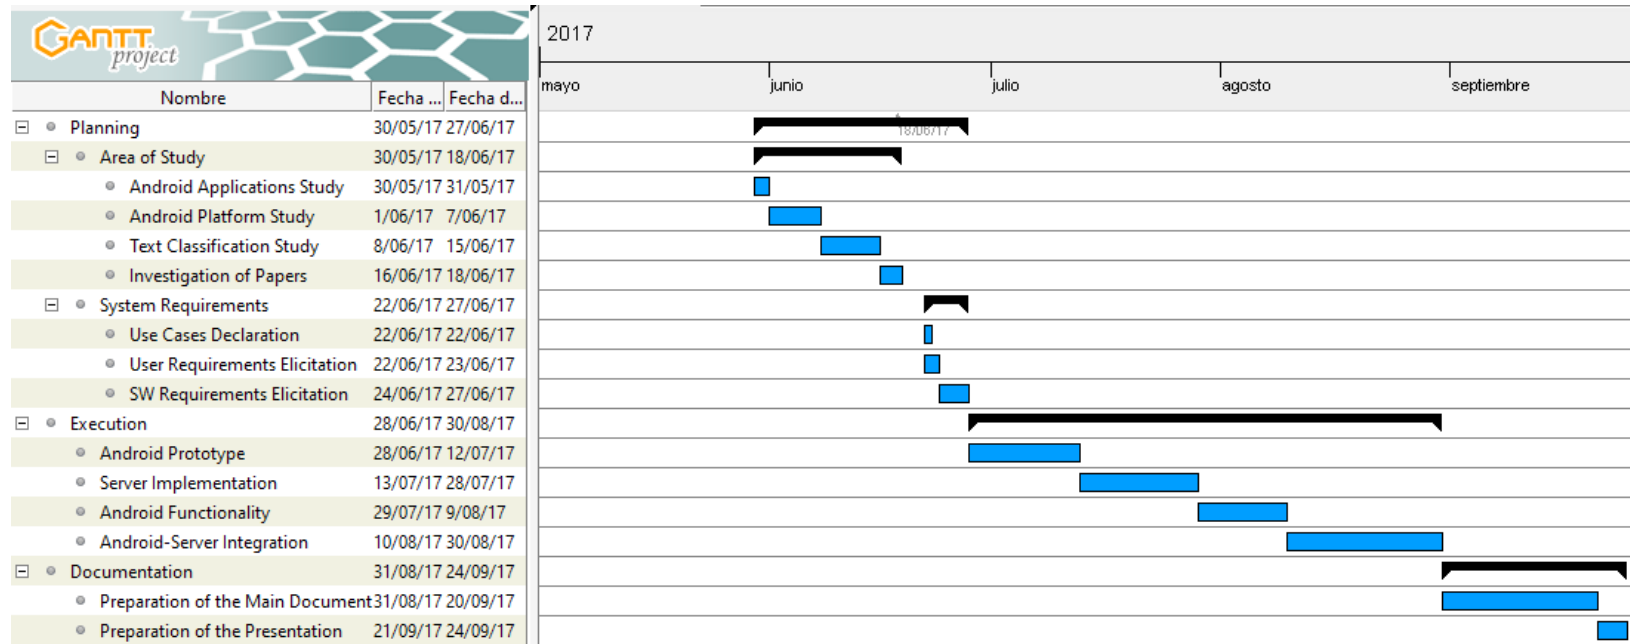 GANTT
project
2017
mayo junio julio agosto septiembre
Nombre Fecha ... Fecha d...
Planning 30/05/17 27/06/17 18/06/17
Area of Study 30/05/17 18/06/17
Android Applications Study 30/05/17 31/05/17
Android Platform Study 1/06/17 7/06/17
Text Classification Study 8/06/17 15/06/17
Investigation of Papers 16/06/17 18/06/17
System Requirements 22/06/17 27/06/17
Use Cases Declaration 22/06/17 22/06/17
User Requirements Elicitation 22/06/17 23/06/17
SW Requirements Elicitation 24/06/17 27/06/17
Execution 28/06/17 30/08/17
Android Prototype 28/06/17 12/07/17
Server Implementation 13/07/17 28/07/17
Android Functionality 29/07/17 9/08/17
Android-Server Integration 10/08/17 30/08/17
Documentation 31/08/17 24/09/17
Preparation of the Main Document 31/08/17 20/09/17
Preparation of the Presentation 21/09/17 24/09/17